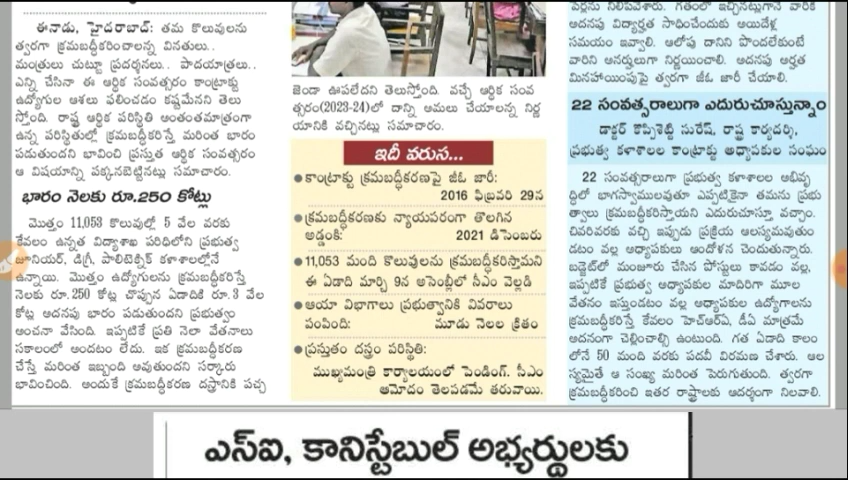 ఈనాడు, హైదరాబాద్: తమ కొలువులను
త్వరగా క్రమబద్ధీకరించాలన్న వినతులు..
మంత్రులు చుట్టూ ప్రదర్శనలు.. పాదయాత్రలు..
ఎన్ని చేసినా ఈ ఆర్థిక సంవత్సరం కాంట్రాక్టు
ఉద్యోగుల ఆశలు ఫలించడం కష్టమేనని తెలు
స్తోంది. రాష్ట్ర ఆర్థిక పరిస్థితి అంతంతమాత్రంగా
ఉన్న పరిస్థితుల్లో క్రమబద్ధీకరిస్తే మరింత భారం
పడుతుందని భావించి ప్రస్తుత ఆర్థిక సంవత్సరం
ఆ విషయాన్ని పక్కనబెట్టినట్లు సమాచారం.
భారం నెలకు రూ.250 కోట్లు
మొత్తం 11,053 కొలువుల్లో 5 వేల వరకు
కేవలం ఉన్నత విద్యాశాఖ పరిధిలోని ప్రభుత్వ
జూనియర్, డిగ్రీ, పాలిటెక్నిక్ కళాశాలల్లోనే
ఉన్నాయి. మొత్తం ఉద్యోగులను క్రమబద్ధీకరిస్తే
నెలకు రూ.250 కోట్ల చొప్పున ఏడాదికి రూ.3 వేల
కోట్ల అదనపు భారం పడుతుందని ప్రభుత్వం
అంచనా వేసింది. ఇప్పటికే ప్రతి నెలా వేతనాలు
సకాలంలో అందటం లేదు. ఇక క్రమబద్ధీకరణ
చేస్తే మరింత ఇబ్బంది అవుతుందని సర్కారు
భావించింది. అందుకే క్రమబద్ధీకరణ దస్త్రానికి పచ్చ
జెండా ఊపలేదని తెలుస్తోంది. వచ్చే ఆర్థిక సంవ
త్సరం(2023-24)లో దాన్ని అమలు చేయాలన్న నిర్ణ
యానికి వచ్చినట్లు సమాచారం.
ఇదీ వరుస...
● కాంట్రాక్టు క్రమబద్ధీకరణపై జీఓ జారీ:
2016 ఫిబ్రవరి 29న
● క్రమబద్ధీకరణకు న్యాయపరంగా తొలగిన
అడ్డంకి: 2021 డిసెంబరు
● 11,053 మంది కొలువులను క్రమబద్ధీకరిస్తామని
ఈ ఏడాది మార్చి 9న అసెంబ్లీలో సీఎం వెల్లడి
● ఆయా విభాగాలు ప్రభుత్వానికి వివరాలు
పంపింది: మూడు నెలల క్రితం
● ప్రస్తుతం దస్త్రం పరిస్థితి:
ముఖ్యమంత్రి కార్యాలయంలో పెండింగ్. సీఎం
ఆమోదం తెలపడమే తరువాయి.
వర్లను నిలిపివేశారు. గతంలో ఇచ్చినట్లుగానే వారికి
అదనపు విద్యార్హత సాధించేందుకు అయిదేళ్ల
సమయం ఇవ్వాలి. ఆలోపు దానిని పొందలేకుంటే
వారిని అనర్హులుగా నిర్ణయించాలి. అదనపు అర్హత
మినహాయింపుపై త్వరగా జీఓ జారీ చేయాలి.
22 సంవత్సరాలుగా ఎదురుచూస్తున్నాం
డాక్టర్ కొప్పిశెట్టి సురేష్, రాష్ట్ర కార్యదర్శి,
ప్రభుత్వ కళాశాలల కాంట్రాక్టు అధ్యాపకుల సంఘం
22 సంవత్సరాలుగా ప్రభుత్వ కళాశాలల అభివృ
ద్ధిలో భాగస్వాములవుతూ ఎప్పటికైనా తమను ప్రభు
త్వాలు క్రమబద్ధీకరిస్తాయని ఎదురుచూస్తూ వచ్చాం.
చివరివరకు వచ్చి ఇప్పుడు ప్రక్రియ ఆలస్యమవుతుం
డటం వల్ల అధ్యాపకులు ఆందోళన చెందుతున్నారు.
బడ్జెట్‌లో మంజూరు చేసిన పోస్టులు కావడం వల్ల,
ఇప్పటికే ప్రభుత్వ అధ్యాపకుల మాదిరిగా మూల
వేతనం ఇస్తుండటం వల్ల అధ్యాపకుల ఉద్యోగాలను
క్రమబద్ధీకరిస్తే కేవలం హెచ్ఆర్ఏ, డీఏ మాత్రమే
అదనంగా చెల్లించాల్సి ఉంటుంది. గత ఏడాది కాలం
లోనే 50 మంది వరకు పదవీ విరమణ చేశారు. ఆల
స్యమైతే ఆ సంఖ్య మరింత పెరుగుతుంది. త్వరగా
క్రమబద్ధీకరించి ఇతర రాష్ట్రాలకు ఆదర్శంగా నిలవాలి.
ఎస్ఐ, కానిస్టేబుల్ అభ్యర్థులకు